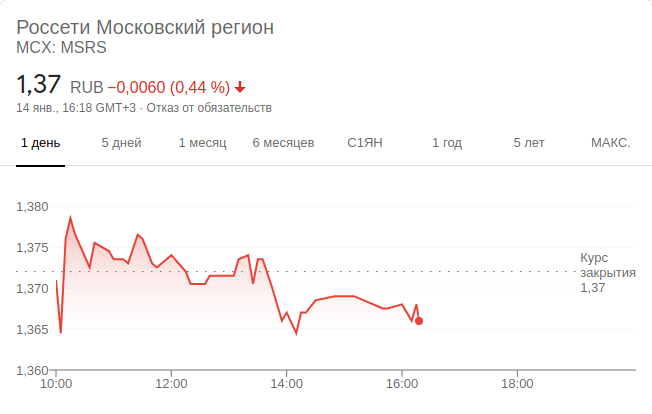 Россети Московский регион
MCX: MSRS
1,37 RUB −0,0060 (0,44 %)
14 янв., 16:18 GMT+3 · Отказ от обязательств
1 день 5 дней 1 месяц 6 месяцев С1ЯН 1 год 5 лет МАКС.
1,380
1,375
Курс
закрытия
1,37
1,370
1,365
1,360
10:00 12:00 14:00 16:00 18:00